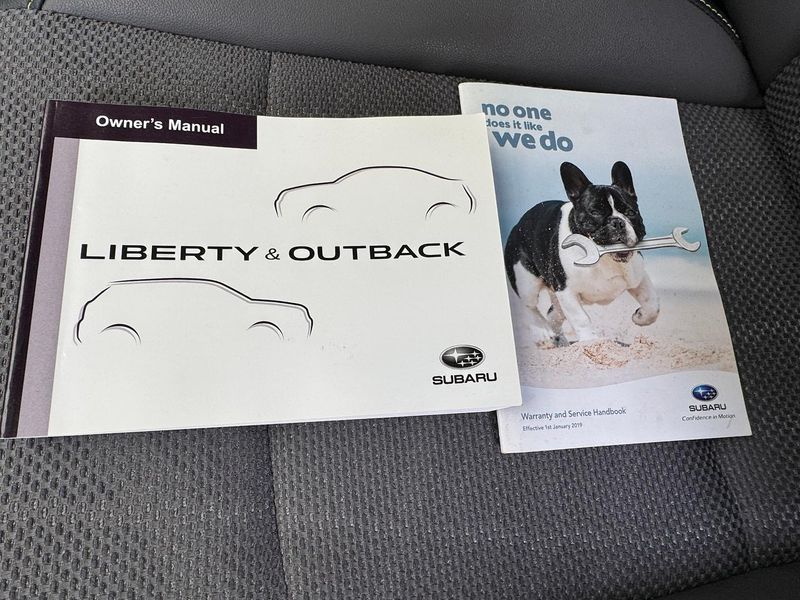 Owner's Manual
LIBERTY & OUTBACK
SUBARU
no one
does it like
we do
Warranty and Service Handbook
Effective 1st January 2019
SUBARU
Confidence in Motion